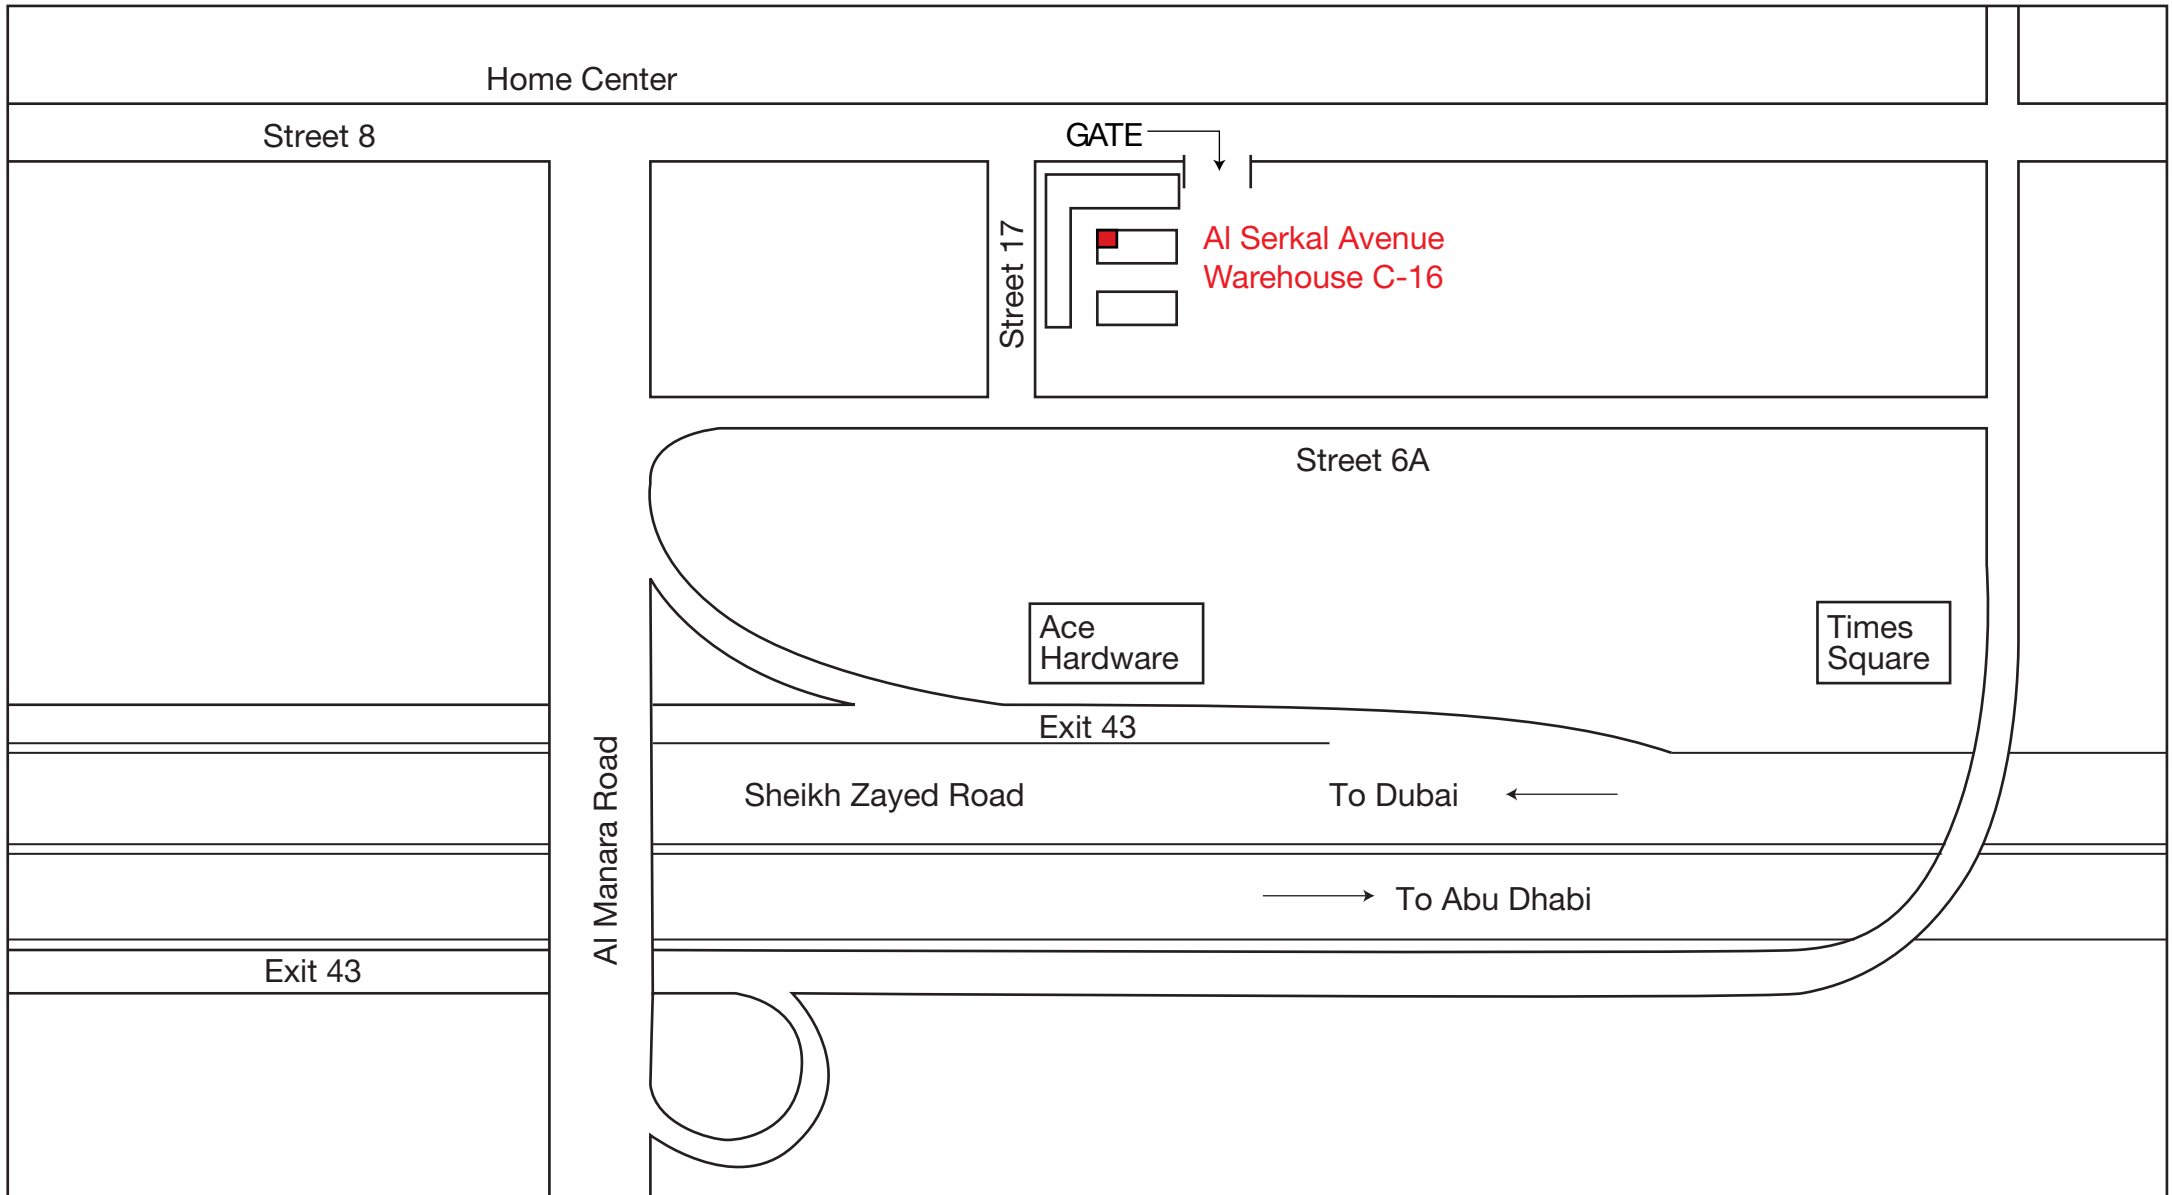 Home Center
Street 8
GATE
Street 17
Al Serkal Avenue
Warehouse C-16
Street 6A
Ace
Hardware
Times
Square
Exit 43
Al Manara Road
Sheikh Zayed Road
To Dubai
To Abu Dhabi
Exit 43